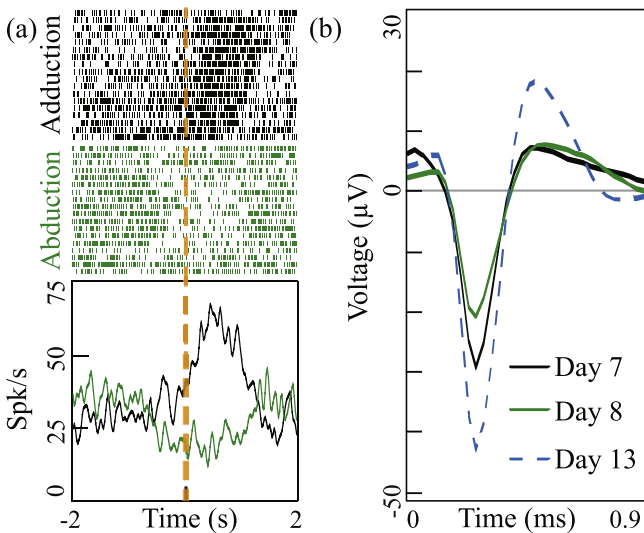 (a)
Adduction
Abduction
75
50
25
0
Spk/s
-2
Time (s)
2
(b)
30
0
-50
Voltage (μV)
Day 7
Day 8
Day 13
0
Time (ms)
0.9